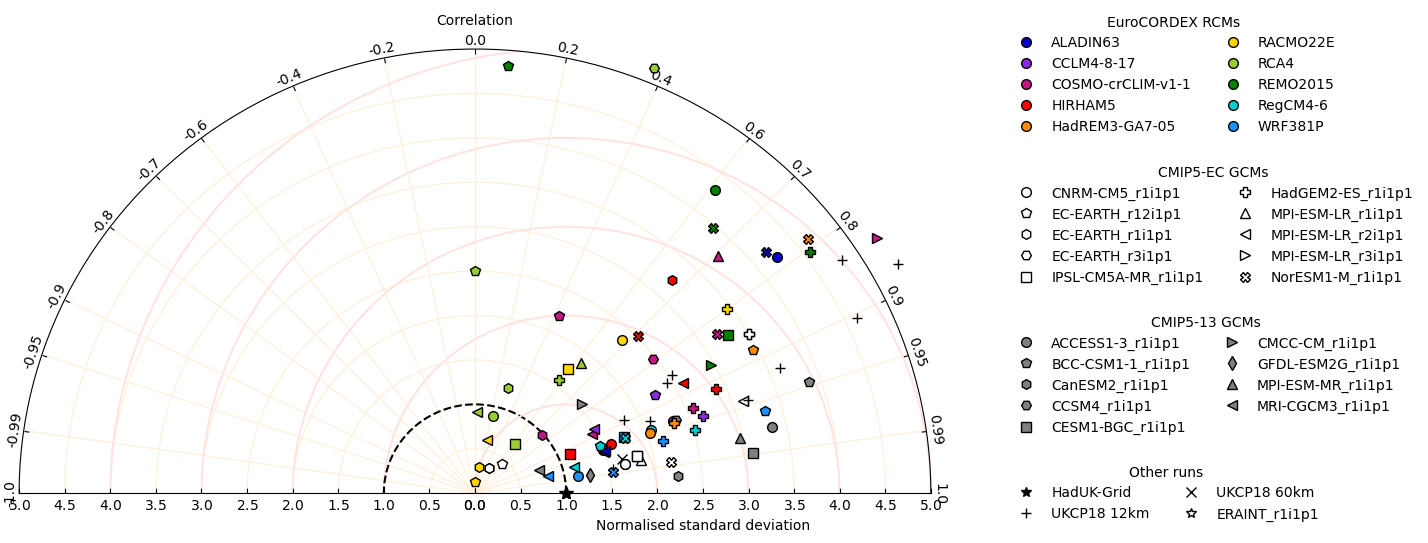 Correlation
0.0
-0.2
0.2
-0.4
0.4
-0.6
0.6
-0.7
0.7
-0.8
0.8
-0.9
0.9
-0.95
0.95
-0.99
0.99
-1.0
1.0
5.0 4.5 4.0 3.5 3.0 2.5 2.0 1.5 1.0 0.5 0.0 0.5 1.0 1.5 2.0 2.5 3.0 3.5 4.0 4.5 5.0
Normalised standard deviation
EuroCORDEX RCMs
ALADIN63 RACMO22E
CCLM4-8-17 RCA4
COSMO-crCLIM-v1-1 REMO2015
HIRHAM5 RegCM4-6
HadREM3-GA7-05 WRF381P
CMIP5-EC GCMs
CNRM-CM5_r1i1p1 HadGEM2-ES_r1i1p1
EC-EARTH_r12i1p1 MPI-ESM-LR_r1i1p1
EC-EARTH_r1i1p1 MPI-ESM-LR_r2i1p1
EC-EARTH_r3i1p1 MPI-ESM-LR_r3i1p1
IPSL-CM5A-MR_r1i1p1 NorESM1-M_r1i1p1
CMIP5-13 GCMs
ACCESS1-3_r1i1p1 CMCC-CM_r1i1p1
BCC-CSM1-1_r1i1p1 GFDL-ESM2G_r1i1p1
CanESM2_r1i1p1 MPI-ESM-MR_r1i1p1
CCSM4_r1i1p1 MRI-CGCM3_r1i1p1
CESM1-BGC_r1i1p1
Other runs
HadUK-Grid UKCP18 60km
UKCP18 12km ERAINT_r1i1p1